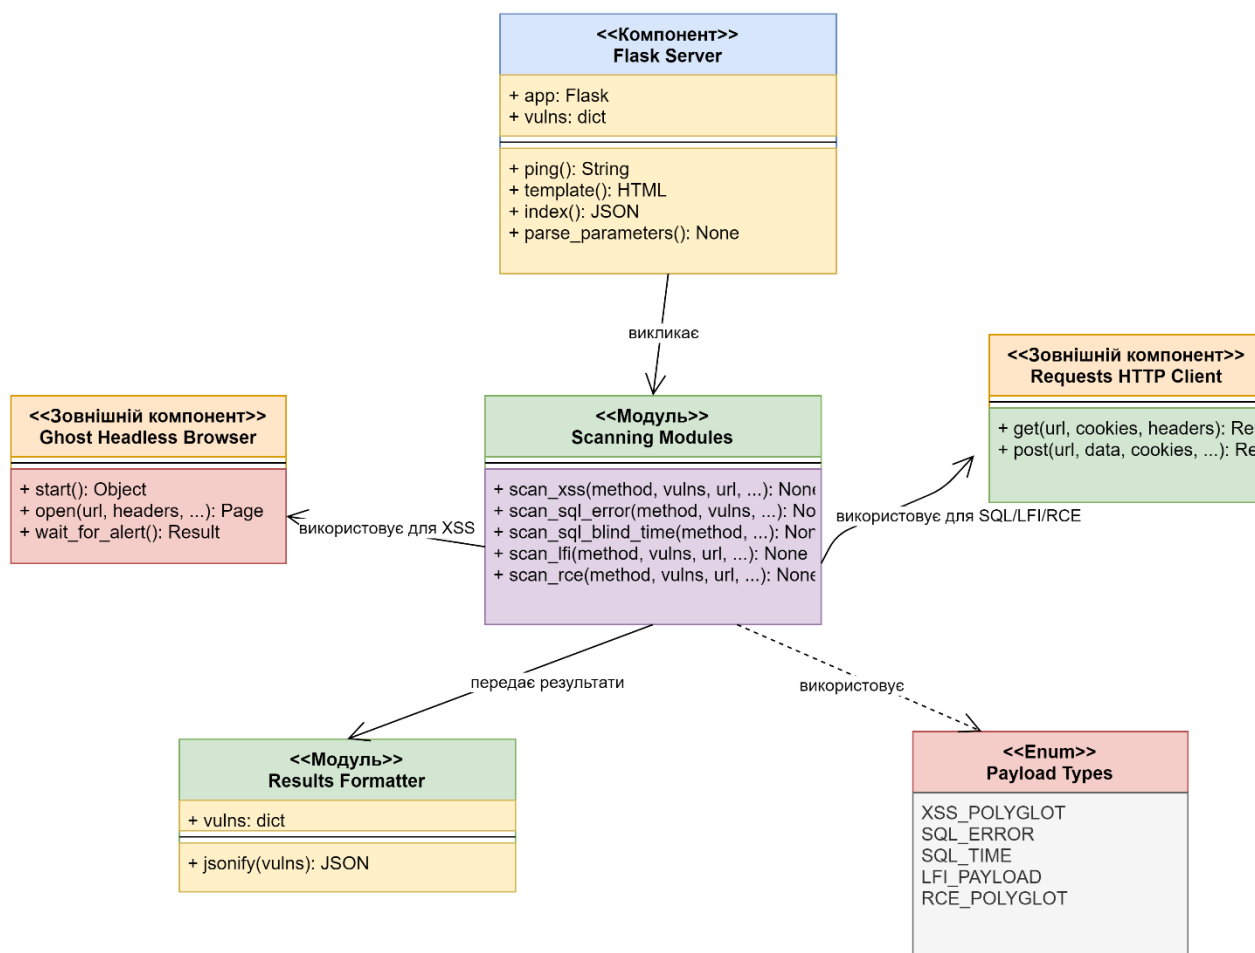 <<Компонент>>
Flask Server
+ app: Flask
+ vulns: dict
+ ping(): String
+ template(): HTML
+ index(): JSON
+ parse_parameters(): None
викликає
<<Зовнішній компонент>>
Requests HTTP Client
+ get(url, cookies, headers): Re
+ post(url, data, cookies, ...): Re
<<Зовнішній компонент>>
Ghost Headless Browser
+ start(): Object
+ open(url, headers, ...): Page
+ wait_for_alert(): Result
використовує для XSS
<<Модуль>>
Scanning Modules
+ scan_xss(method, vulns, url, ...): None
+ scan_sql_error(method, vulns, ...): No
+ scan_sql_blind_time(method, ...): Non
+ scan_lfi(method, vulns, url, ...): None
+ scan_rce(method, vulns, url, ...): None
використовує для SQL/LFI/RCE
передає результати
використовує
<<Модуль>>
Results Formatter
+ vulns: dict
+ jsonify(vulns): JSON
<<Enum>>
Payload Types
XSS_POLYGLOT
SQL_ERROR
SQL_TIME
LFI_PAYLOAD
RCE_POLYGLOT